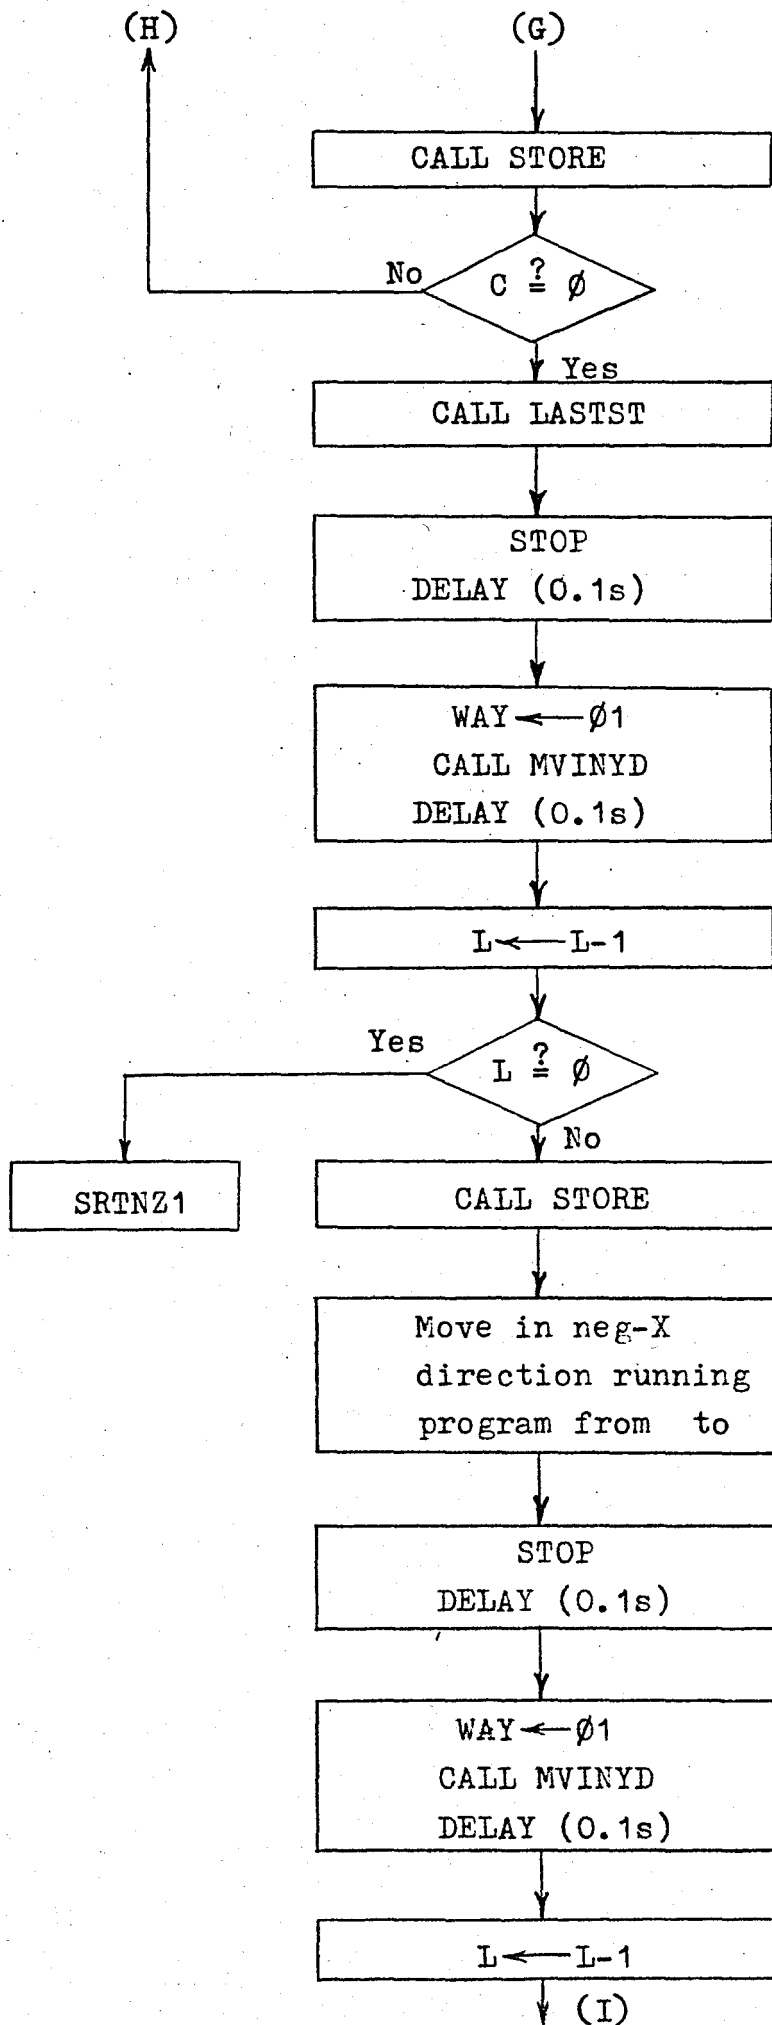 (H)
(G)
CALL STORE
No
C ≟ Ø
Yes
CALL LASTST
STOP
DELAY (0.1s)
WAY ← Ø1
CALL MVINYD
DELAY (0.1s)
L ← L-1
Yes
L ≟ Ø
No
SRTNZ1
CALL STORE
Move in neg-X
direction running
program from to
STOP
DELAY (0.1s)
WAY ← Ø1
CALL MVINYD
DELAY (0.1s)
L ← L-1
(I)